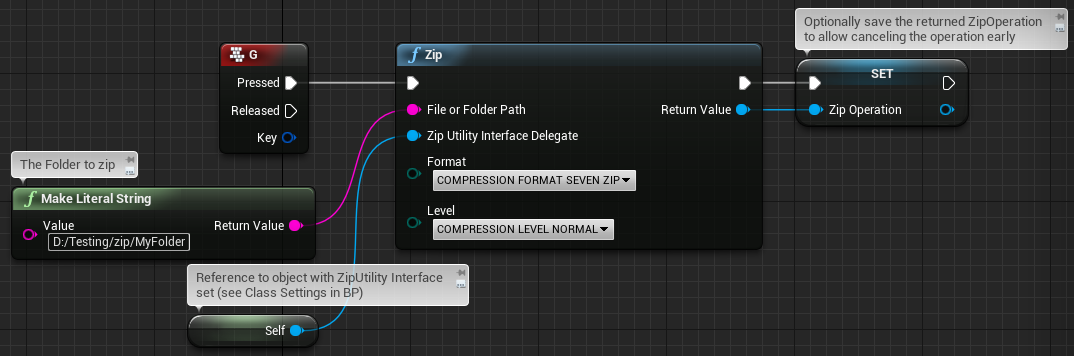 Optionally save the returned ZipOperation
to allow canceling the operation early
G
Pressed
Released
Key
Zip
File or Folder Path
Return Value
Zip Utility Interface Delegate
Format
COMPRESSION FORMAT SEVEN ZIP
Level
COMPRESSION LEVEL NORMAL
SET
Zip Operation
The Folder to zip
Make Literal String
Value
Return Value
D:/Testing/zip/MyFolder
Reference to object with ZipUtility Interface
set (see Class Settings in BP)
Self